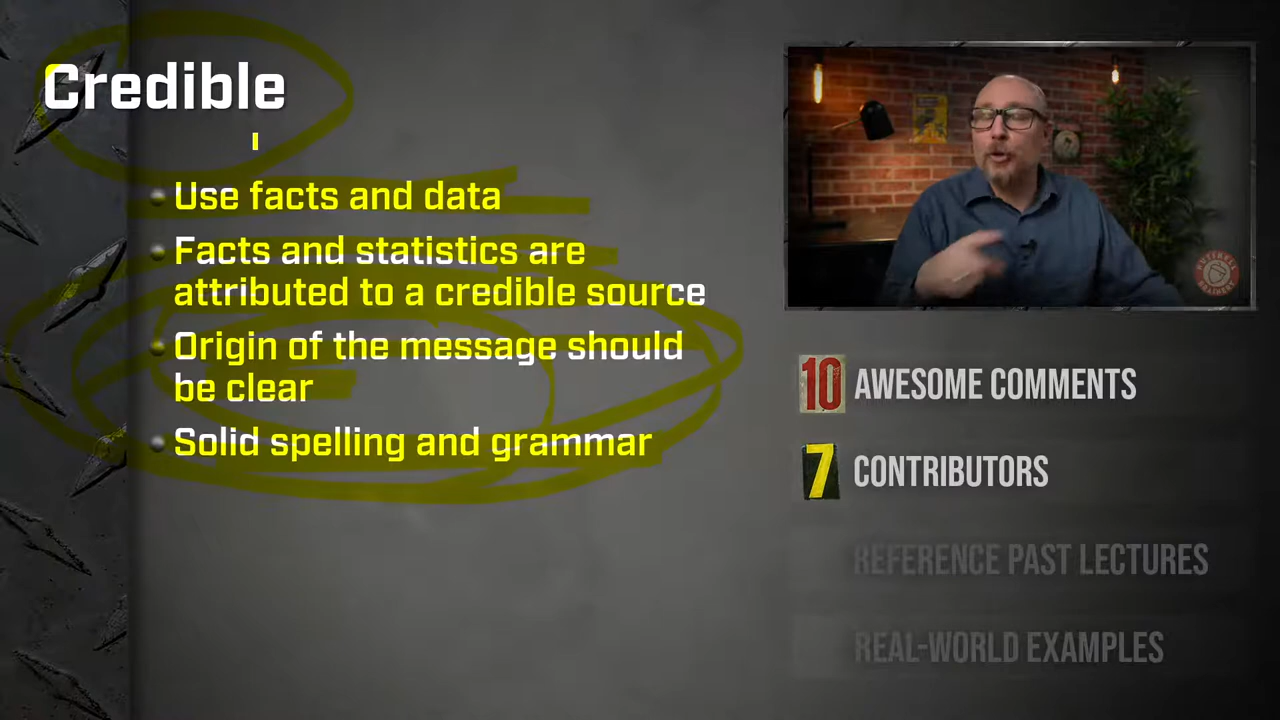 Credible
Use facts and data
Facts and statistics are
attributed to a credible source
Origin of the message should
be clear
Solid spelling and grammar
10 AWESOME COMMENTS
7 CONTRIBUTORS
REFERENCE PAST LECTURES
REAL-WORLD EXAMPLES